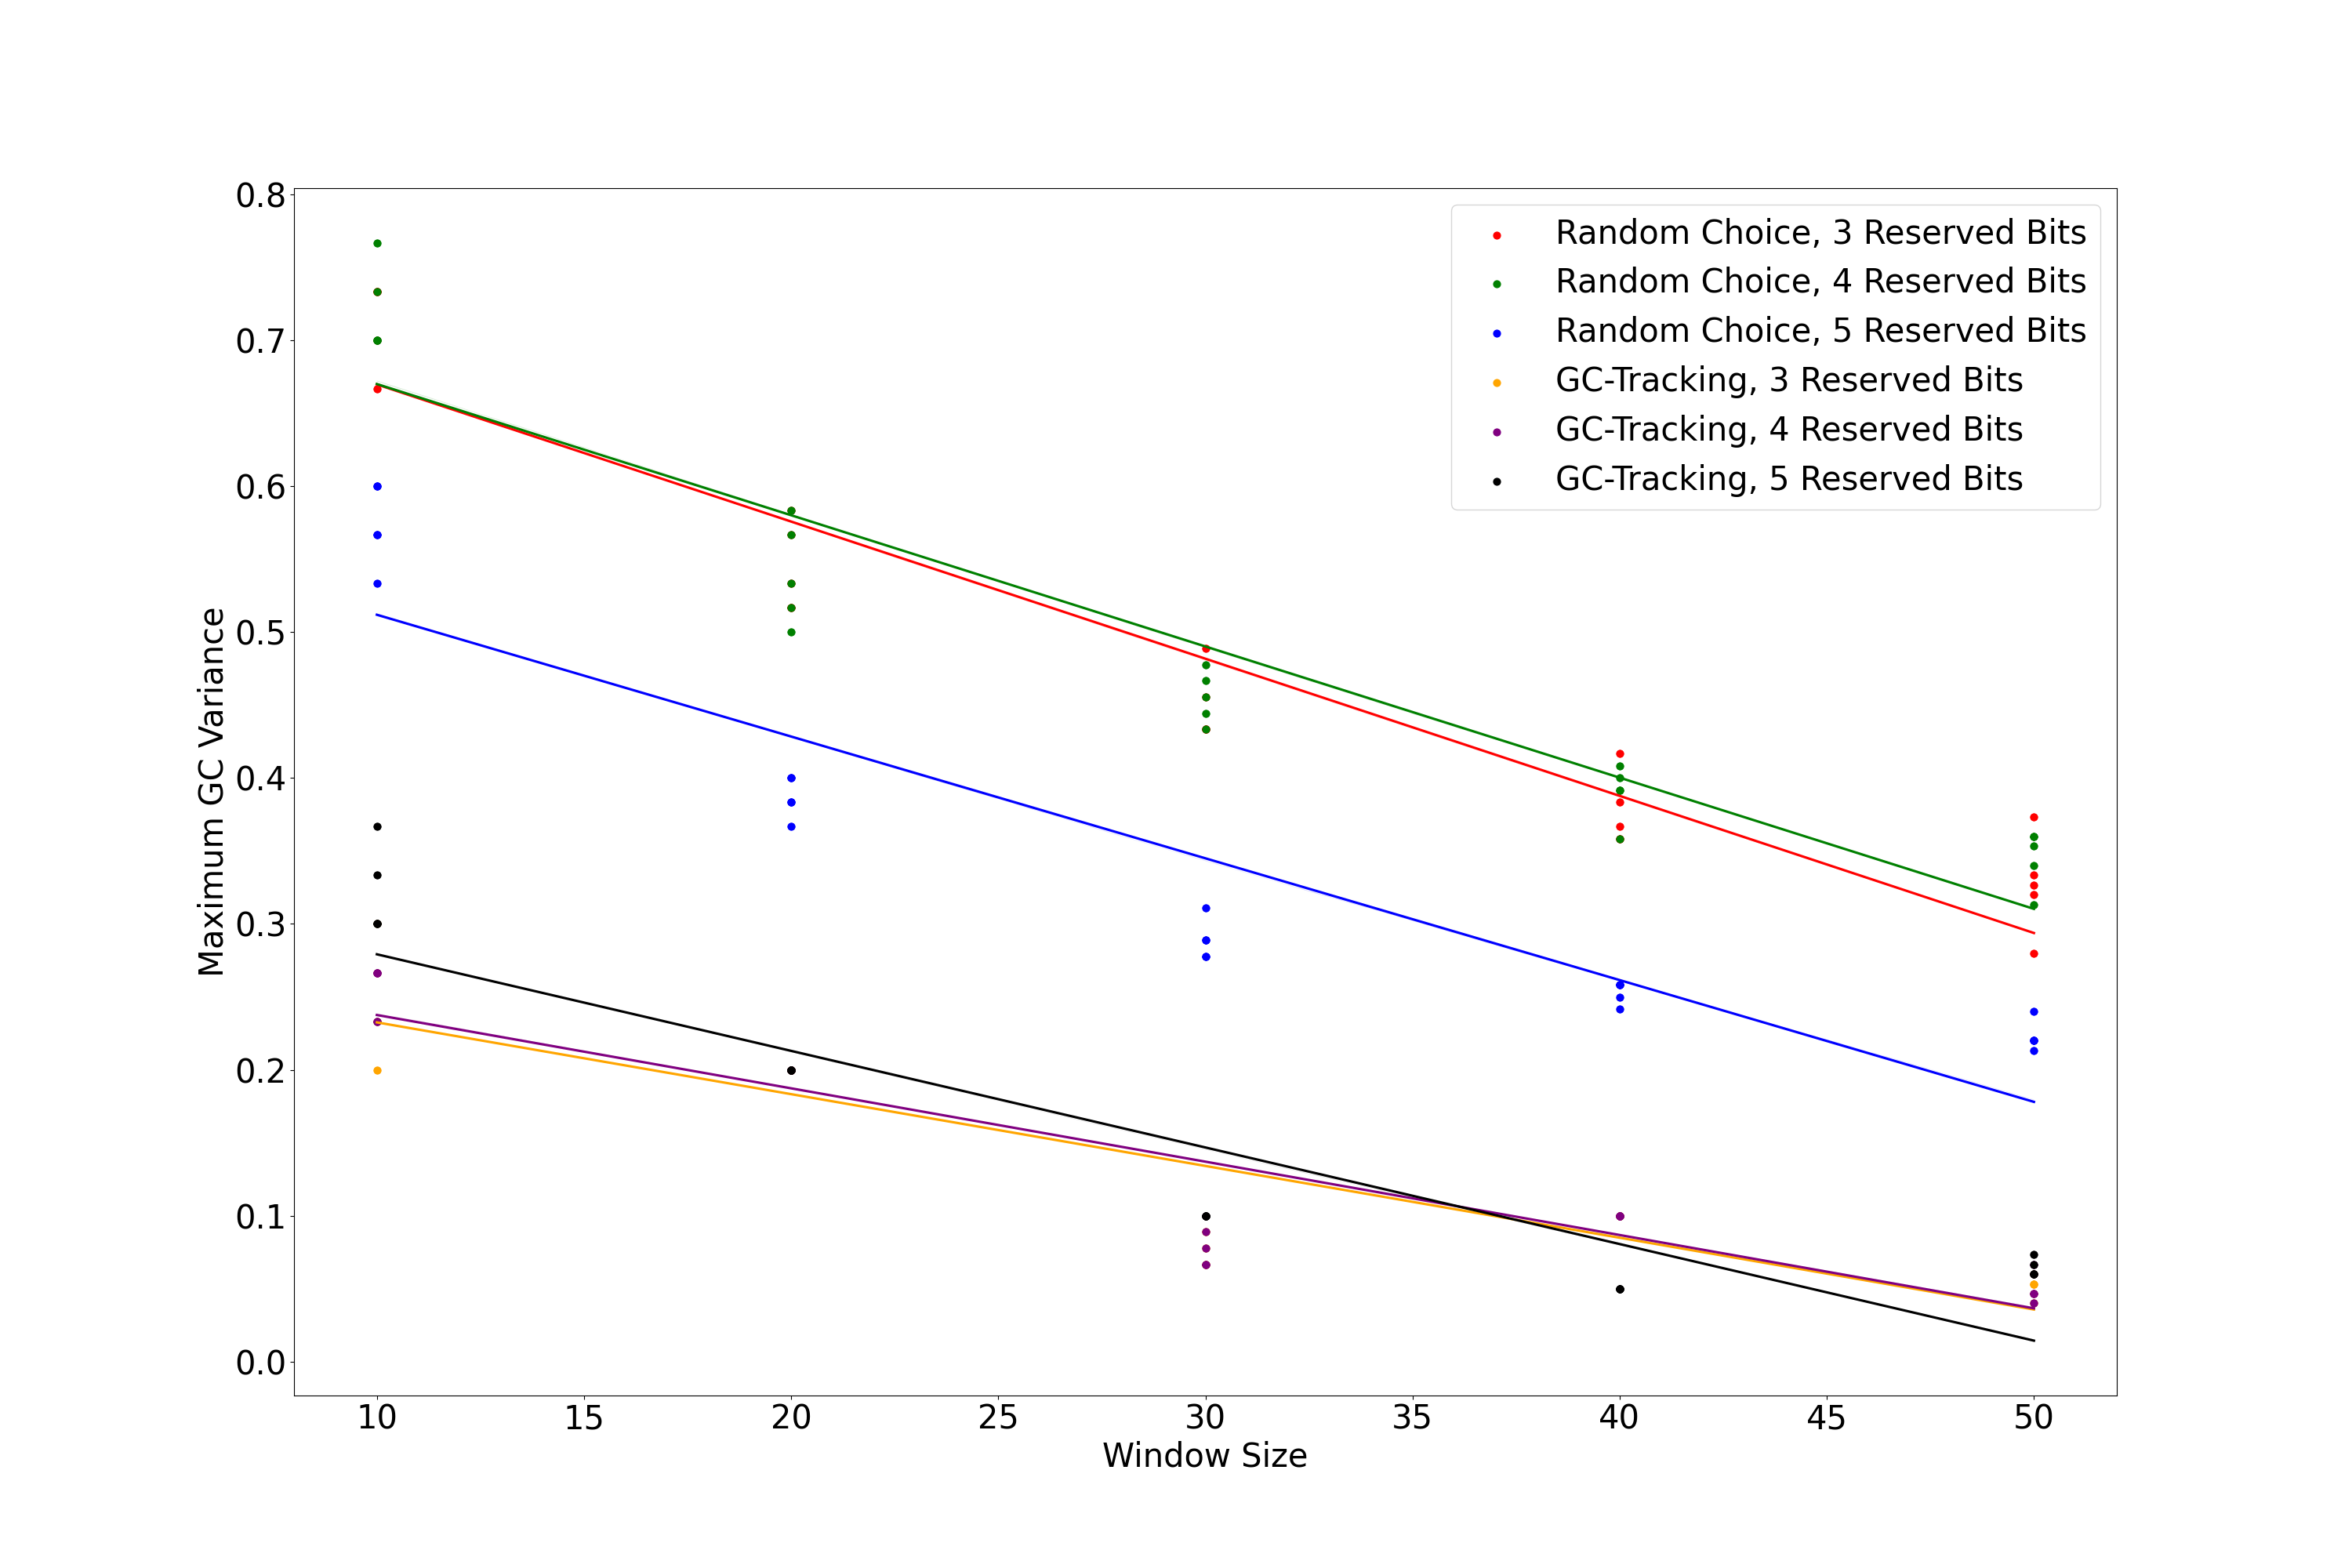 0.8
0.7
0.6
0.5
0.4
0.3
0.2
0.1
0.0
Maximum GC Variance
Random Choice, 3 Reserved Bits
Random Choice, 4 Reserved Bits
Random Choice, 5 Reserved Bits
GC-Tracking, 3 Reserved Bits
GC-Tracking, 4 Reserved Bits
GC-Tracking, 5 Reserved Bits
10 15 20 25 30 35 40 45 50
Window Size